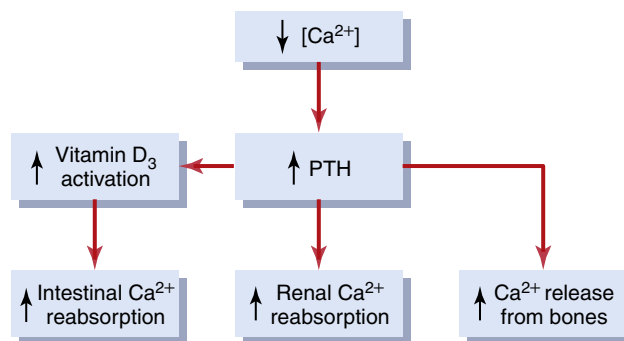 ↓ [Ca²⁺]
↑ Vitamin D₃
activation
↑ PTH
↑ Intestinal Ca²⁺
reabsorption
↑ Renal Ca²⁺
reabsorption
↑ Ca²⁺ release
from bones